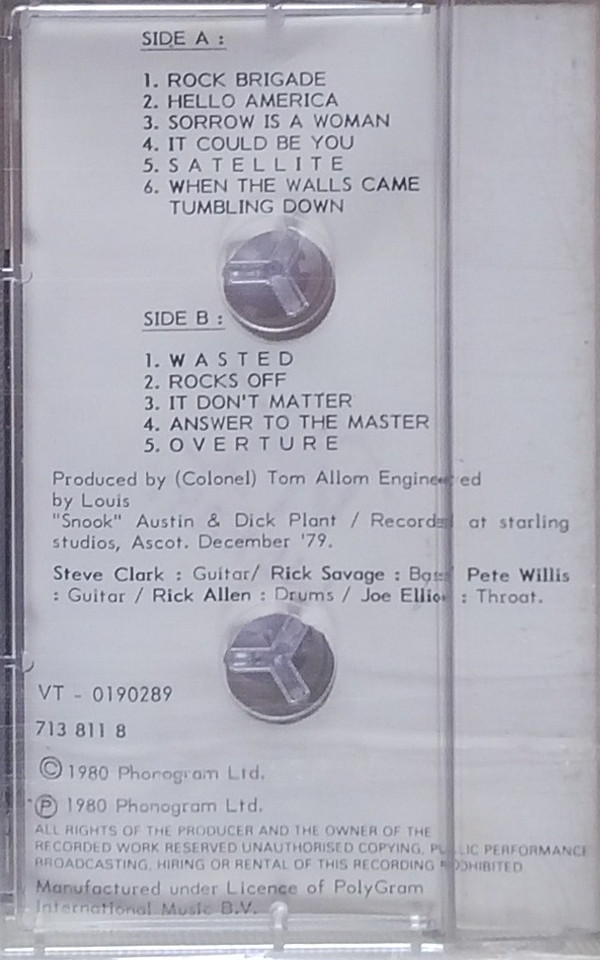 SIDE A :
1. ROCK BRIGADE
2. HELLO AMERICA
3. SORROW IS A WOMAN
4. IT COULD BE YOU
5. S A T E L L I T E
6. WHEN THE WALLS CAME
TUMBLING DOWN
SIDE B :
1. W A S T E D
2. ROCKS OFF
3. IT DON'T MATTER
4. ANSWER TO THE MASTER
5. O V E R T U R E
Produced by (Colonel) Tom Allom Engineered
by Louis
"Snook" Austin & Dick Plant / Recorded at starling
studios, Ascot. December '79.
Steve Clark : Guitar/ Rick Savage : Bass/ Pete Willis
: Guitar / Rick Allen : Drums / Joe Elliot : Throat.
VT - 0190289
713 811 8
© 1980 Phonogram Ltd.
℗ 1980 Phonogram Ltd.
ALL RIGHTS OF THE PRODUCER AND THE OWNER OF THE
RECORDED WORK RESERVED UNAUTHORISED COPYING, PUBLIC PERFORMANCE
BROADCASTING, HIRING OR RENTAL OF THIS RECORDING PROHIBITED
Manufactured under Licence of PolyGram
International Music B.V.